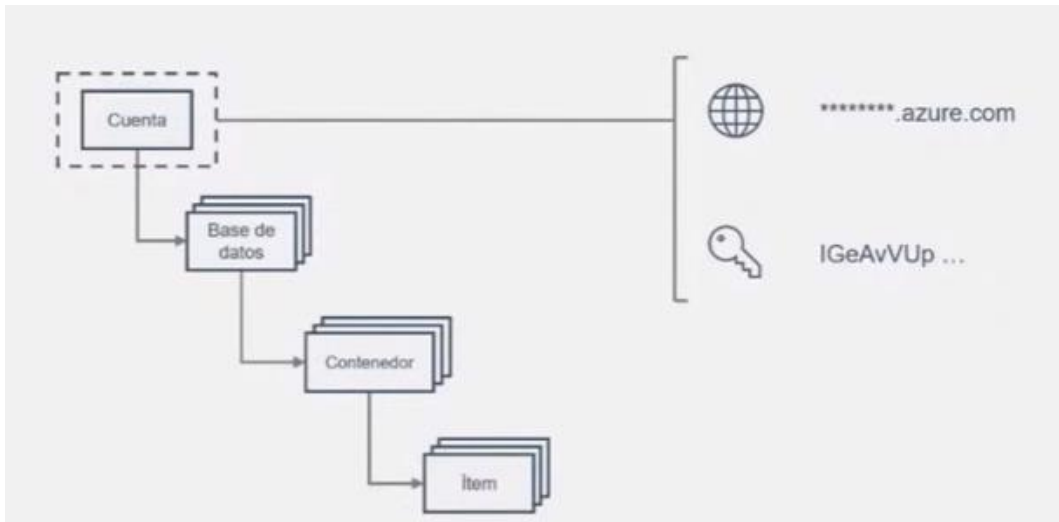 Cuenta
********.azure.com
Base de
datos
IGeAvVUp ...
Contenedor
Ítem